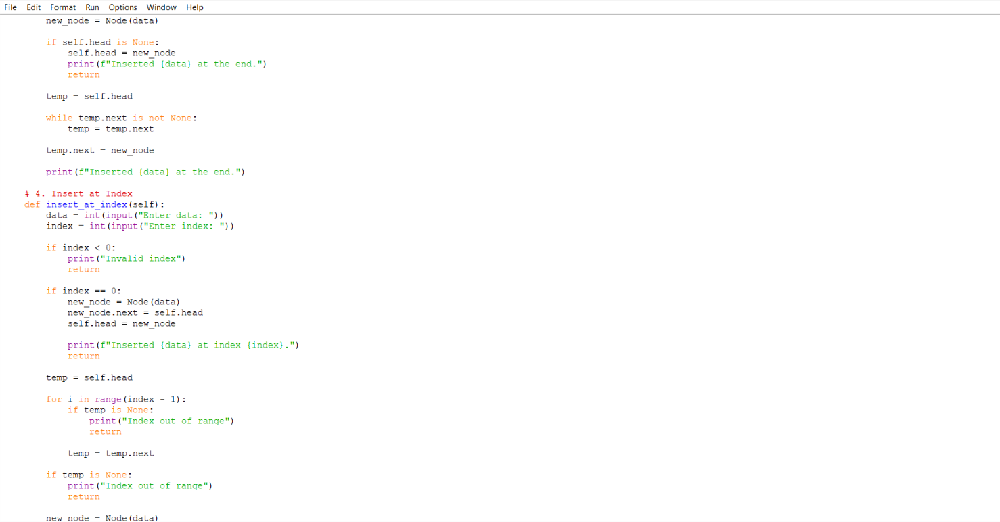 File Edit Format Run Options Window Help
new_node = Node(data)
if self.head is None:
self.head = new_node
print(f"Inserted {data} at the end.")
return
temp = self.head
while temp.next is not None:
temp = temp.next
temp.next = new_node
print(f"Inserted {data} at the end.")
# 4. Insert at Index
def insert_at_index(self):
data = int(input("Enter data: "))
index = int(input("Enter index: "))
if index < 0:
print("Invalid index")
return
if index == 0:
new_node = Node(data)
new_node.next = self.head
self.head = new_node
print(f"Inserted {data} at index {index}.")
return
temp = self.head
for i in range(index - 1):
if temp is None:
print("Index out of range")
return
temp = temp.next
if temp is None:
print("Index out of range")
return
new_node = Node(data)